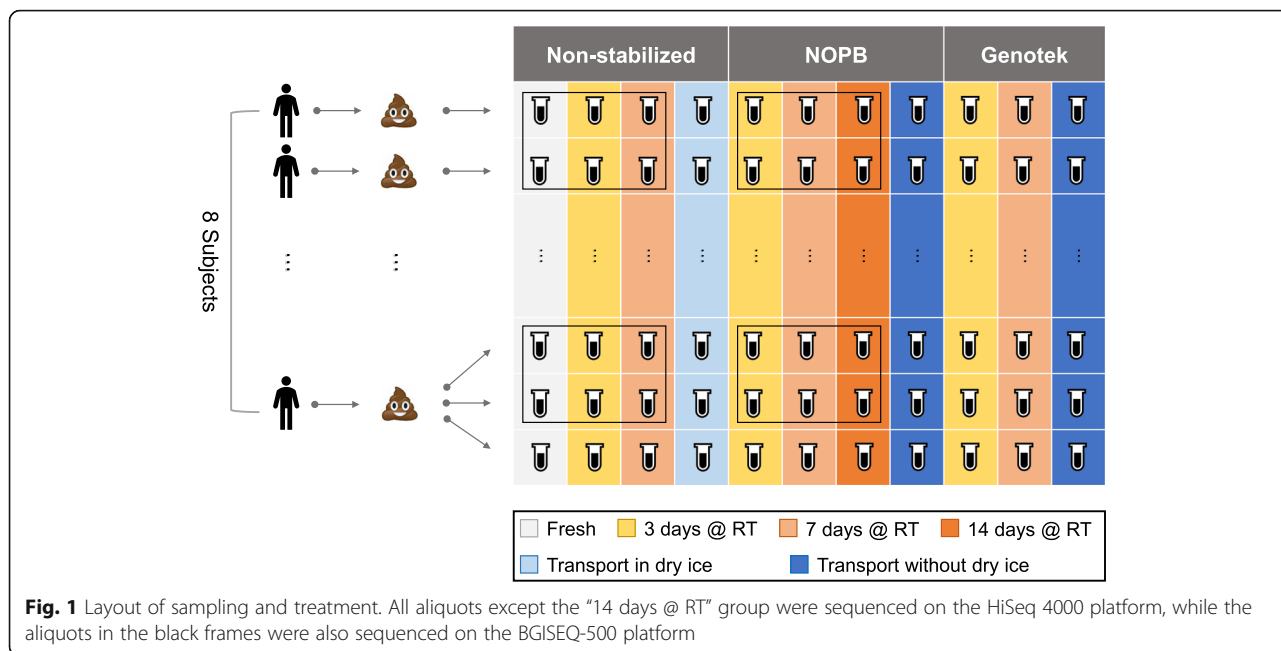 Non-stabilized NOPB Genotek
8 Subjects
Fresh 3 days @ RT 7 days @ RT 14 days @ RT
Transport in dry ice Transport without dry ice
Fig. 1 Layout of sampling and treatment. All aliquots except the “14 days @ RT” group were sequenced on the HiSeq 4000 platform, while the
aliquots in the black frames were also sequenced on the BGISEQ-500 platform